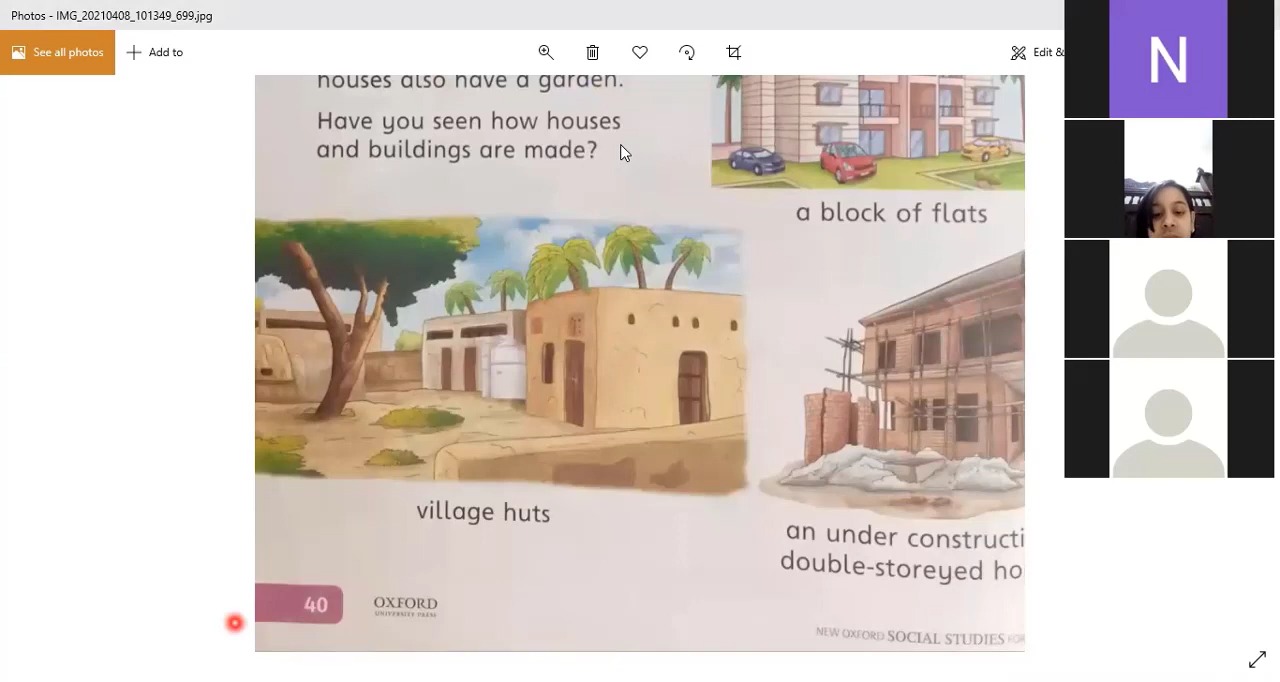 Photos - IMG_20210408_101349_699.jpg
See all photos
Add to
Edit &
N
houses also have a garden.
Have you seen how houses
and buildings are made?
a block of flats
village huts
an under constructi
double-storeyed ho
40
OXFORD
UNIVERSITY PRESS
NEW OXFORD SOCIAL STUDIES FOR